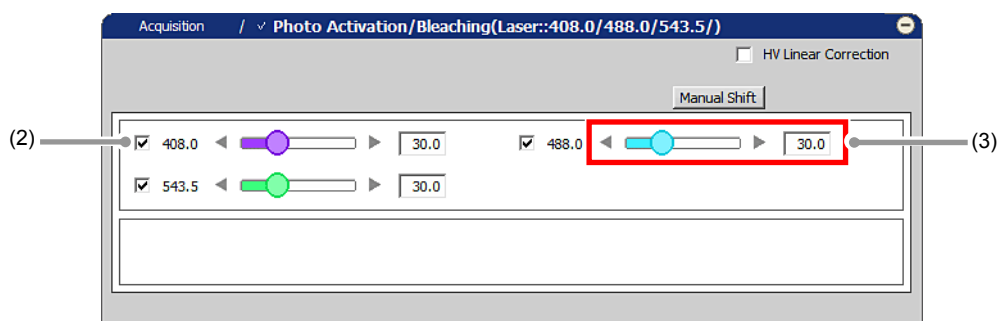 Acquisition / ✓ Photo Activation/Bleaching(Laser::408.0/488.0/543.5/)
HV Linear Correction
Manual Shift
(2) 408.0 30.0 488.0 30.0 (3)
543.5 30.0